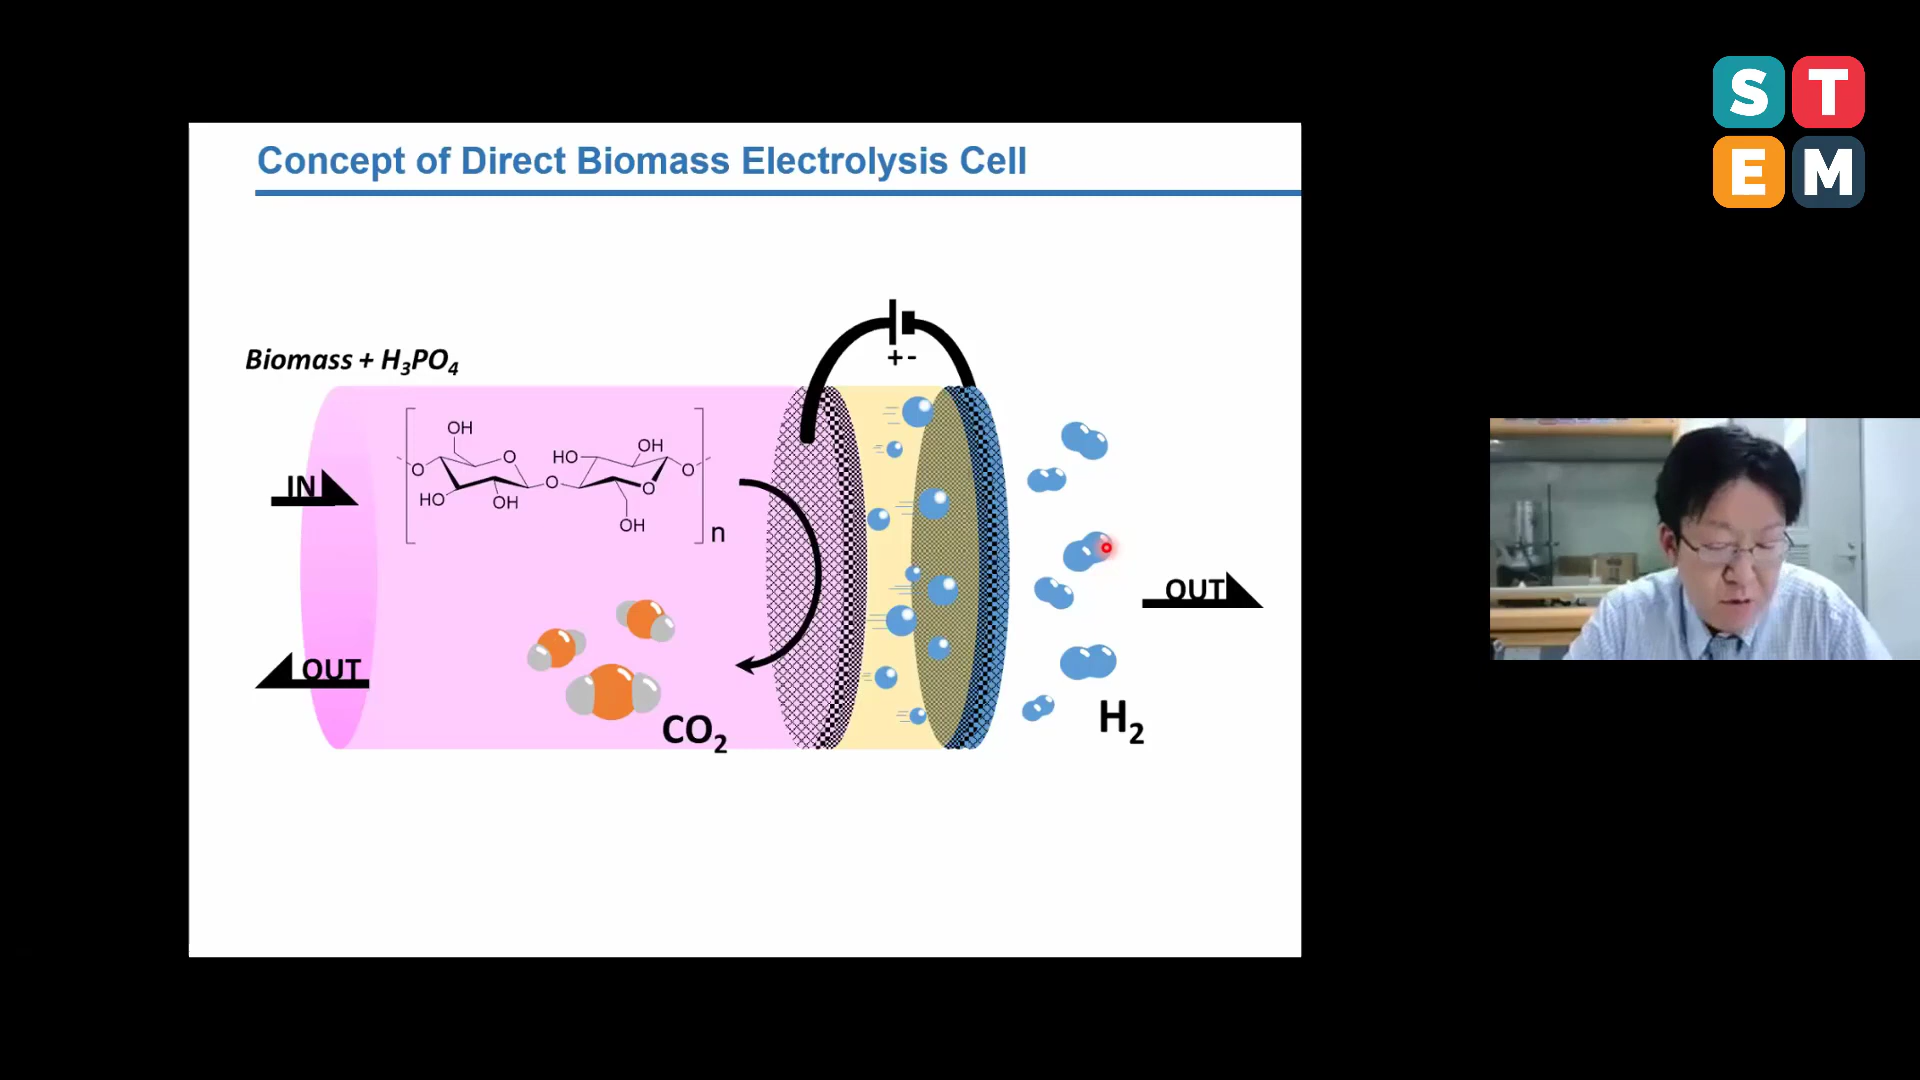 S T
E M
Concept of Direct Biomass Electrolysis Cell
+ -
Biomass + H₃PO₄
OH
O
HO
OH
O
O
HO
OH
O
O
OH
n
IN
OUT
CO₂
OUT
H₂